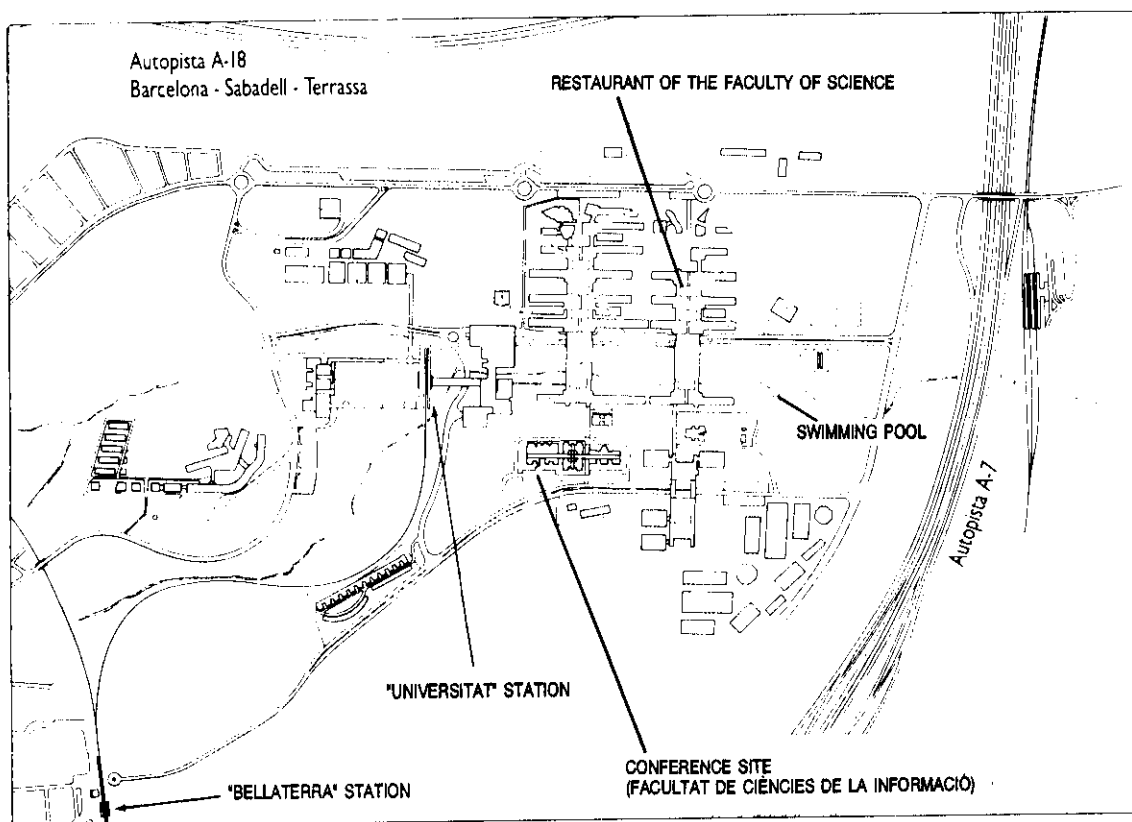 Autopista A-18
Barcelona - Sabadell - Terrassa
RESTAURANT OF THE FACULTY OF SCIENCE
SWIMMING POOL
Autopista A-7
"UNIVERSITAT" STATION
CONFERENCE SITE
(FACULTAT DE CIÈNCIES DE LA INFORMACIÓ)
"BELLATERRA" STATION